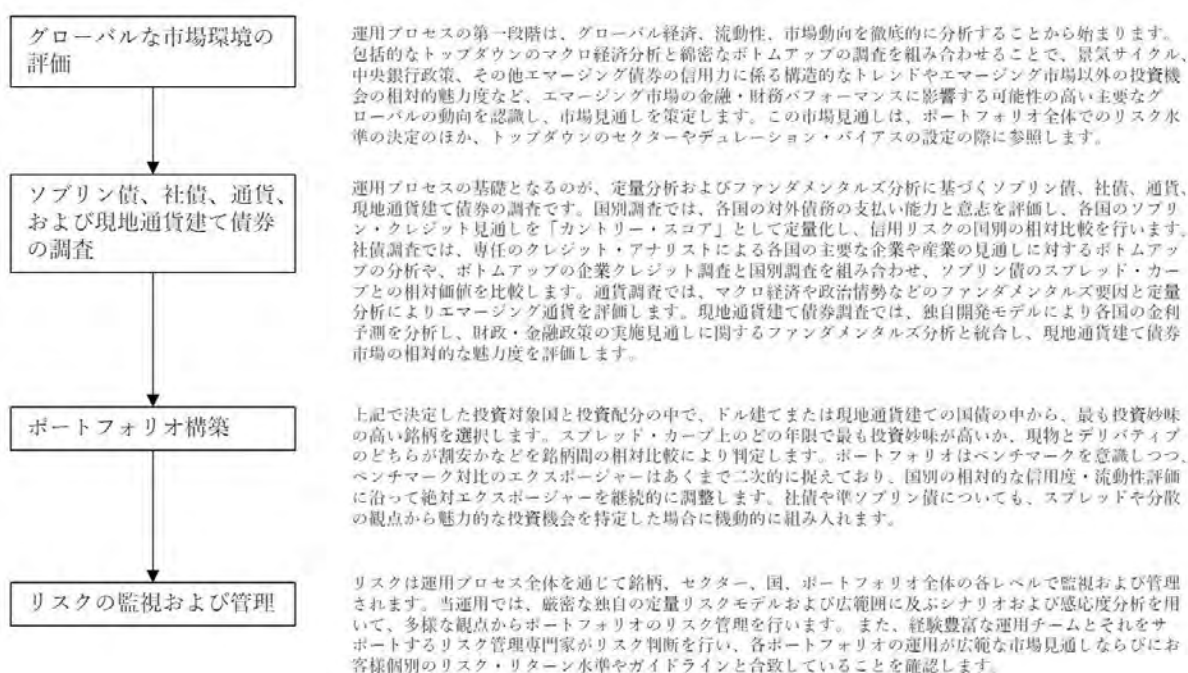 グローバルな市場環境の
評価
運用プロセスの第一段階は、グローバル経済、流動性、市場動向を徹底的に分析することから始まります。
包括的なトップダウンのマクロ経済分析と綿密なボトムアップの調査を組み合わせることで、景気サイクル、
中央銀行政策、その他エマージング債券の信用力に係る構造的なトレンドやエマージング市場以外の投資機
会の相対的魅力度など、エマージング市場の金融・財務パフォーマンスに影響する可能性の高い主要なグ
ローバルの動向を認識し、市場見通しを策定します。この市場見通しは、ポートフォリオ全体でのリスク水
準の決定のほか、トップダウンのセクターやデュレーション・バイアスの設定の際に参照します。
ソブリン債、社債、通貨、
および現地通貨建て債券
の調査
運用プロセスの基礎となるのが、定量分析およびファンダメンタルズ分析に基づくソブリン債、社債、通貨、
現地通貨建て債券の調査です。国別調査では、各国の対外債務の支払い能力と意志を評価し、各国のソブリ
ン・クレジット見通しを「カントリー・スコア」として定量化し、信用リスクの国別の相対比較を行います。
社債調査では、専任のクレジット・アナリストによる各国の主要な企業や産業の見通しに対するボトムアッ
プの分析や、ボトムアップの企業クレジット調査と国別調査を組み合わせ、ソブリン債のスプレッド・カー
ブとの相対価値を比較します。通貨調査では、マクロ経済や政治情勢などのファンダメンタルズ要因と定量
分析によりエマージング通貨を評価します。現地通貨建て債券調査では、独自開発モデルにより各国の金利
予測を分析し、財政・金融政策の実施見通しに関するファンダメンタルズ分析と統合し、現地通貨建て債券
市場の相対的な魅力度を評価します。
ポートフォリオ構築
上記で決定した投資対象国と投資配分の中で、ドル建てまたは現地通貨建ての国債の中から、最も投資妙味
の高い銘柄を選択します。スプレッド・カーブ上のどの年限で最も投資妙味が高いか、現物とデリバティブ
のどちらが割安かなどを銘柄間の相対比較により判定します。ポートフォリオはベンチマークを意識しつつ、
ベンチマーク対比のエクスポージャーはあくまで二次的に捉えており、国別の相対的な信用度・流動性評価
に沿って絶対エクスポージャーを継続的に調整します。社債や準ソブリン債についても、スプレッドや分散
の観点から魅力的な投資機会を特定した場合に機動的に組み入れます。
リスクの監視および管理
リスクは運用プロセス全体を通じて銘柄、セクター、国、ポートフォリオ全体の各レベルで監視および管理
されます。当運用では、厳密な独自の定量リスクモデルおよび広範囲に及ぶシナリオおよび感応度分析を用
いて、多様な観点からポートフォリオのリスク管理を行います。 また、経験豊富な運用チームとそれをサ
ポートするリスク管理専門家がリスク判断を行い、各ポートフォリオの運用が広範な市場見通しならびにお
客様個別のリスク・リターン水準やガイドラインと合致していることを確認します。